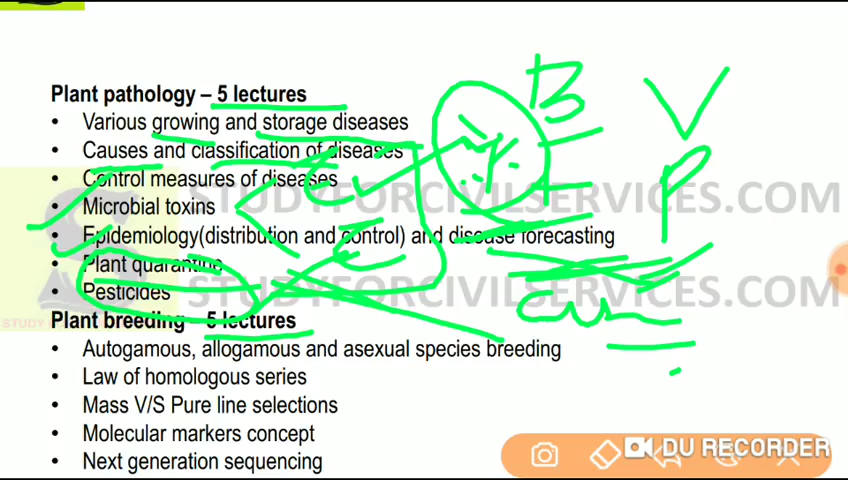 Plant pathology – 5 lectures
• Various growing and storage diseases
• Causes and classification of diseases
• Control measures of diseases
• Microbial toxins
• Epidemiology(distribution and control) and disease forecasting
• Plant quarantine
• Pesticides
Plant breeding - 5 lectures
• Autogamous, allogamous and asexual species breeding
• Law of homologous series
• Mass V/S Pure line selections
• Molecular markers concept
• Next generation sequencing
STUDYFORCIVILSERVICES.COM
STUDYFORCIVILSERVICES.COM
B
V
P
DU RECORDER